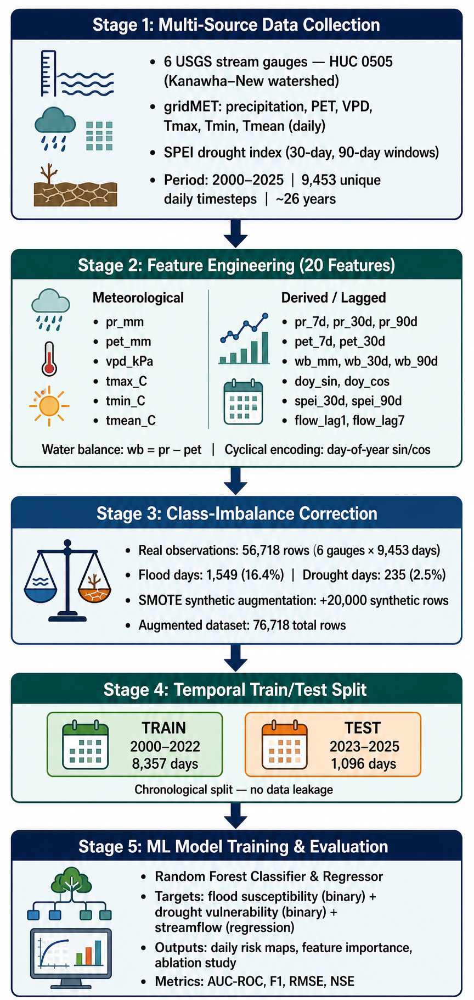 Stage 1: Multi-Source Data Collection
• 6 USGS stream gauges — HUC 0505
(Kanawha–New watershed)
• gridMET: precipitation, PET, VPD,
Tmax, Tmin, Tmean (daily)
• SPEI drought index (30-day, 90-day windows)
• Period: 2000–2025 | 9,453 unique
daily timesteps | ~26 years
Stage 2: Feature Engineering (20 Features)
Meteorological
• pr_mm
• pet_mm
• vpd_kPa
• tmax_C
• tmin_C
• tmean_C
Derived / Lagged
• pr_7d, pr_30d, pr_90d
• pet_7d, pet_30d
• wb_mm, wb_30d, wb_90d
• doy_sin, doy_cos
• spei_30d, spei_90d
• flow_lag1, flow_lag7
Water balance: wb = pr – pet | Cyclical encoding: day-of-year sin/cos
Stage 3: Class-Imbalance Correction
• Real observations: 56,718 rows (6 gauges × 9,453 days)
• Flood days: 1,549 (16.4%) | Drought days: 235 (2.5%)
• SMOTE synthetic augmentation: +20,000 synthetic rows
• Augmented dataset: 76,718 total rows
Stage 4: Temporal Train/Test Split
TRAIN
2000–2022
8,357 days
TEST
2023–2025
1,096 days
Chronological split — no data leakage
Stage 5: ML Model Training & Evaluation
• Random Forest Classifier & Regressor
• Targets: flood susceptibility (binary) +
drought vulnerability (binary) +
streamflow (regression)
• Outputs: daily risk maps, feature importance,
ablation study
• Metrics: AUC-ROC, F1, RMSE, NSE